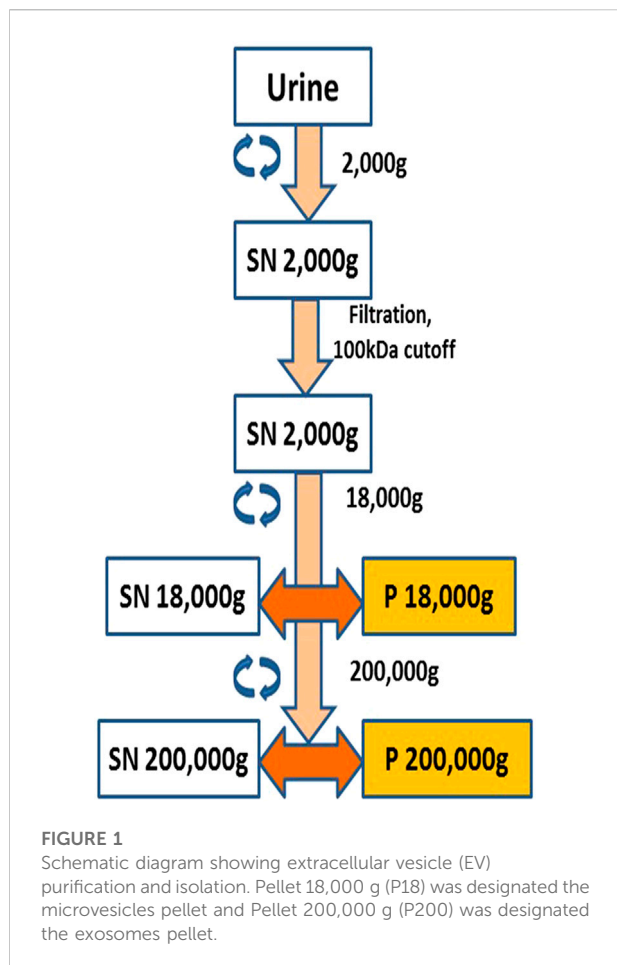 Urine
2,000g
SN 2,000g
Filtration,
100kDa cutoff
SN 2,000g
18,000g
SN 18,000g
P 18,000g
200,000g
SN 200,000g
P 200,000g
FIGURE 1
Schematic diagram showing extracellular vesicle (EV)
purification and isolation. Pellet 18,000 g (P18) was designated the
microvesicles pellet and Pellet 200,000 g (P200) was designated
the exosomes pellet.